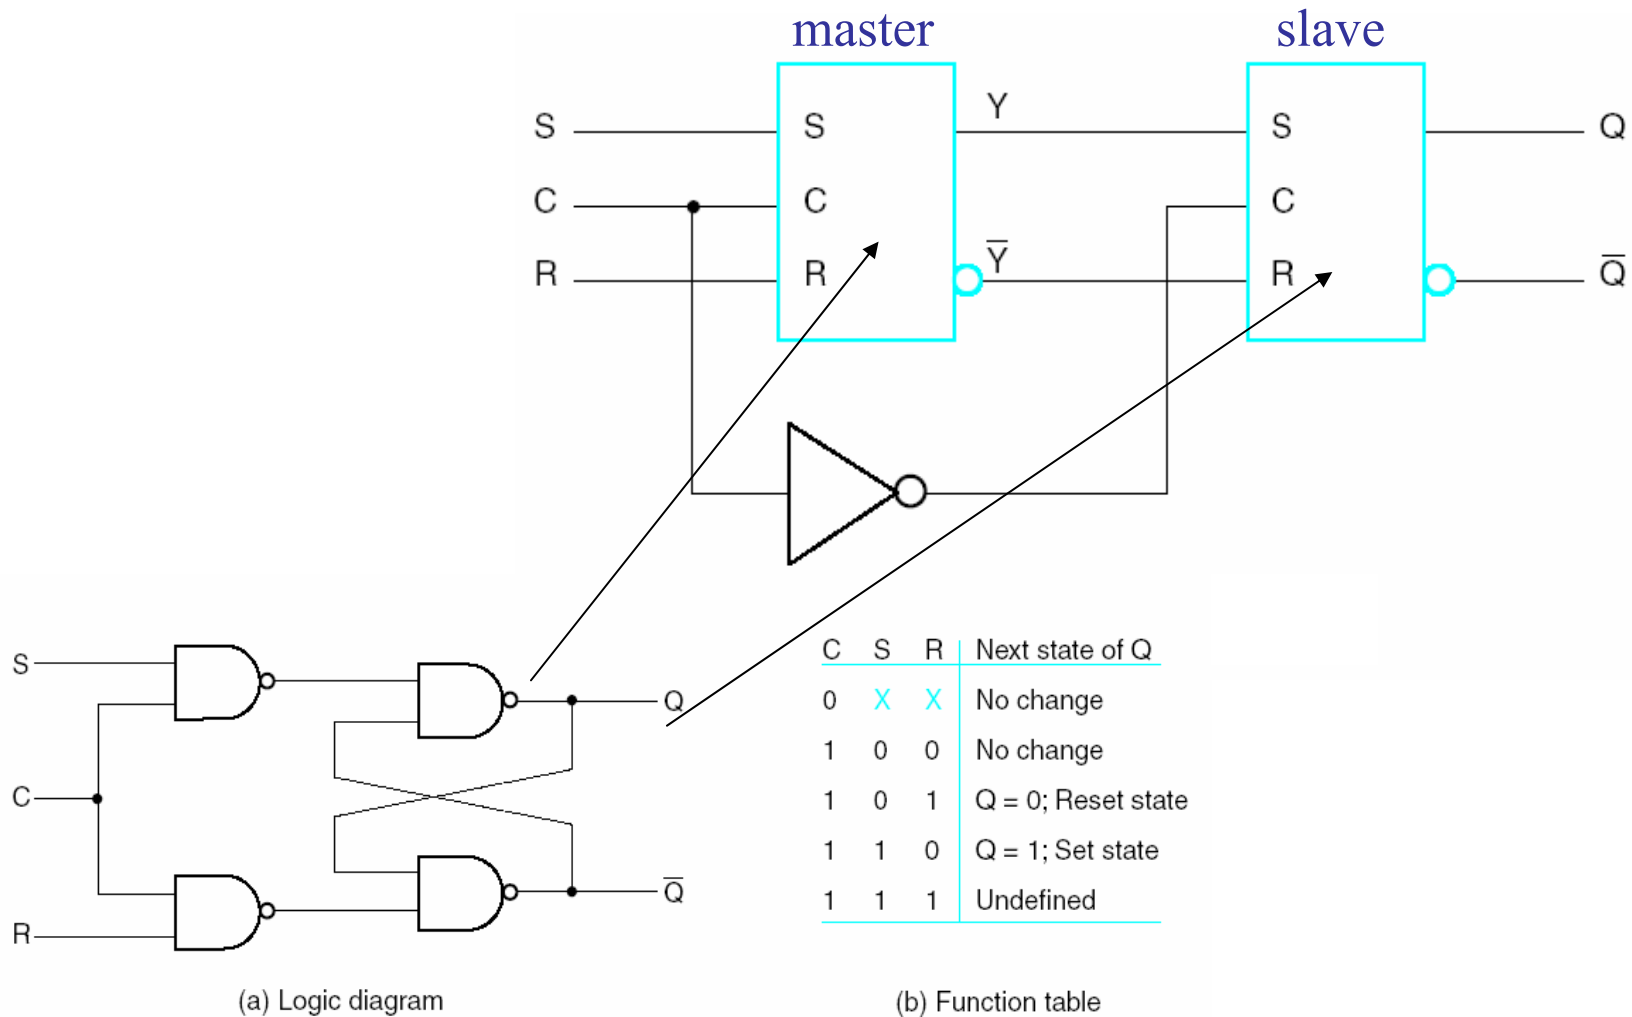 master slave
S S Y S Q
C C C
R R Y̅ R Q̅
S Q
C
R Q̅
(a) Logic diagram
C S R Next state of Q
0 X X No change
1 0 0 No change
1 0 1 Q = 0; Reset state
1 1 0 Q = 1; Set state
1 1 1 Undefined
(b) Function table